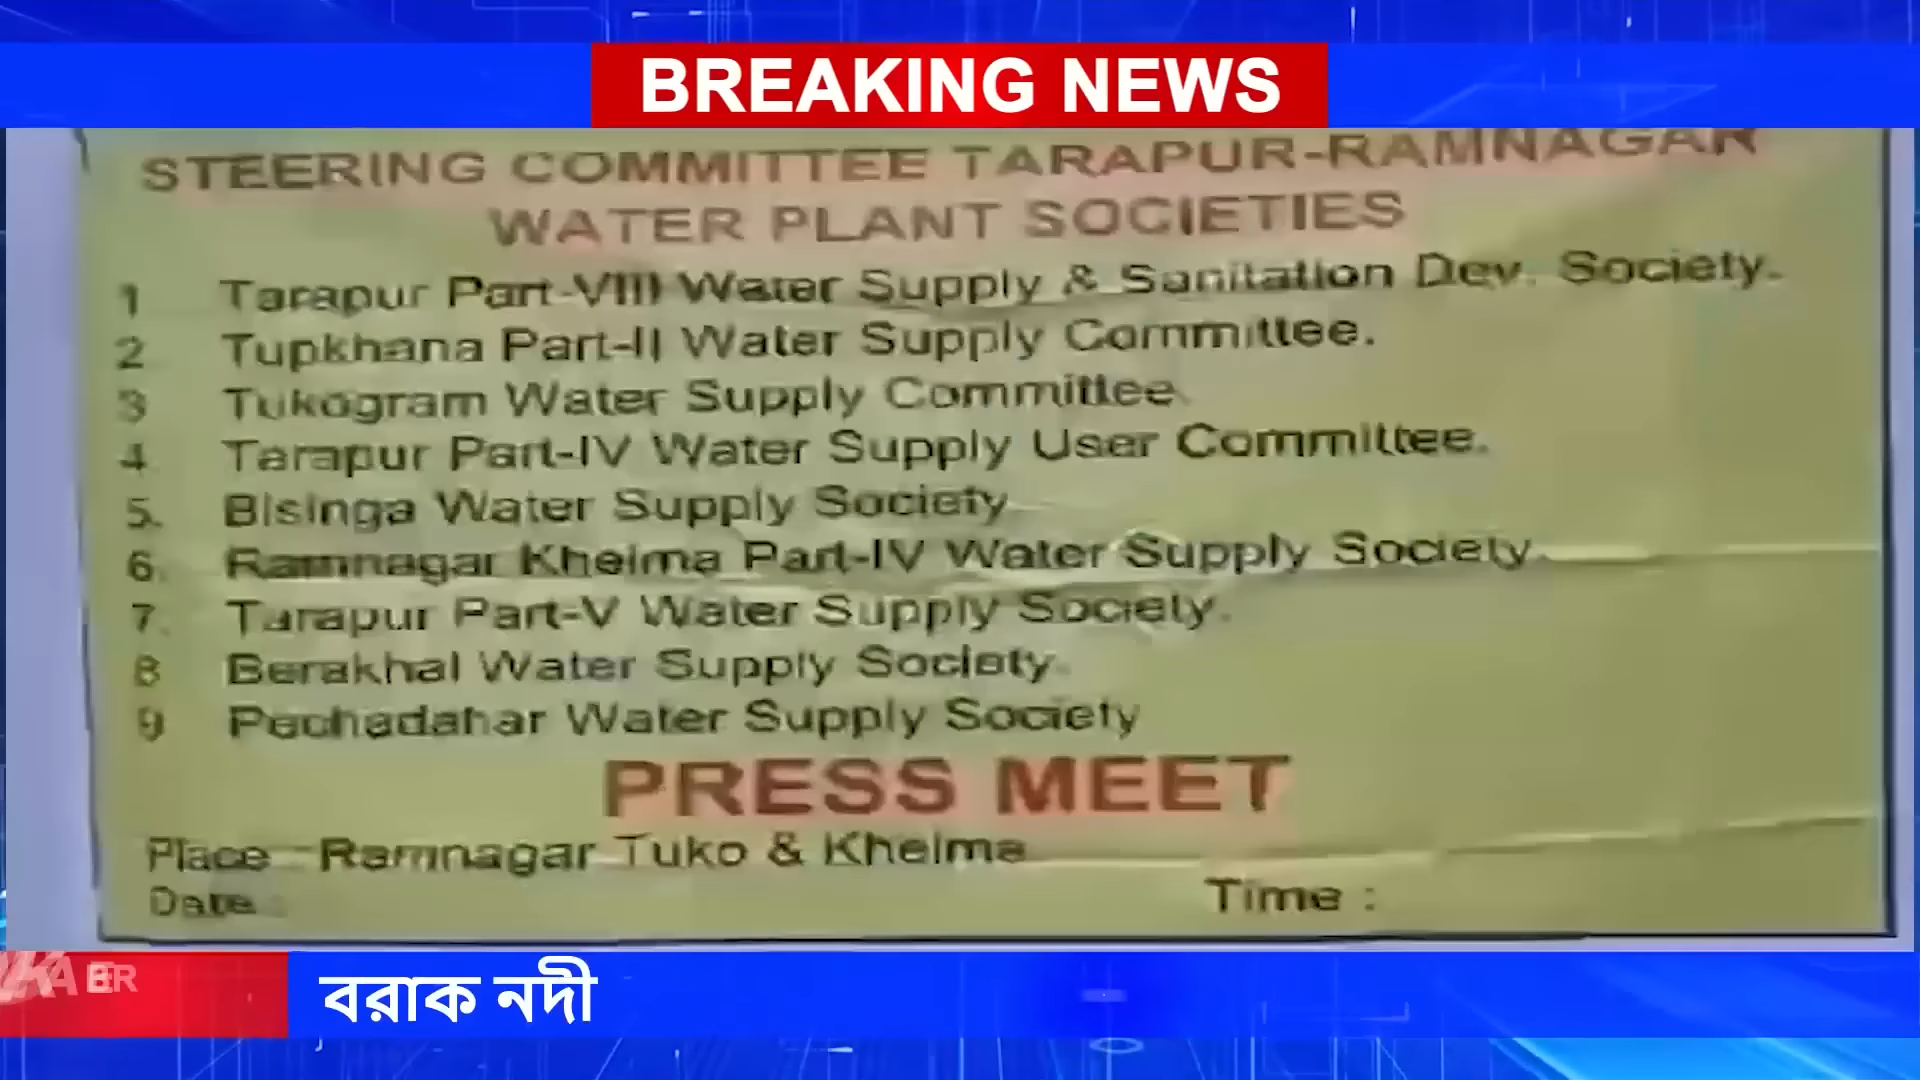 BREAKING NEWS
STEERING COMMITTEE TARAPUR-RAMNAGAR
WATER PLANT SOCIETIES
1 Tarapur Part-VIII Water Supply & Sanitation Dev. Society.
2 Tupkhana Part-II Water Supply Committee.
3 Tukogram Water Supply Committee.
4 Tarapur Part-IV Water Supply User Committee.
5. Bisinga Water Supply Society
6. Ramnagar Khelma Part-IV Water Supply Society.
7. Tarapur Part-V Water Supply Society.
8 Berakhal Water Supply Society.
9 Pachadahar Water Supply Society
PRESS MEET
Place :- Ramnagar Tuko & Khelma
Date :
Time :
বরাক নদী